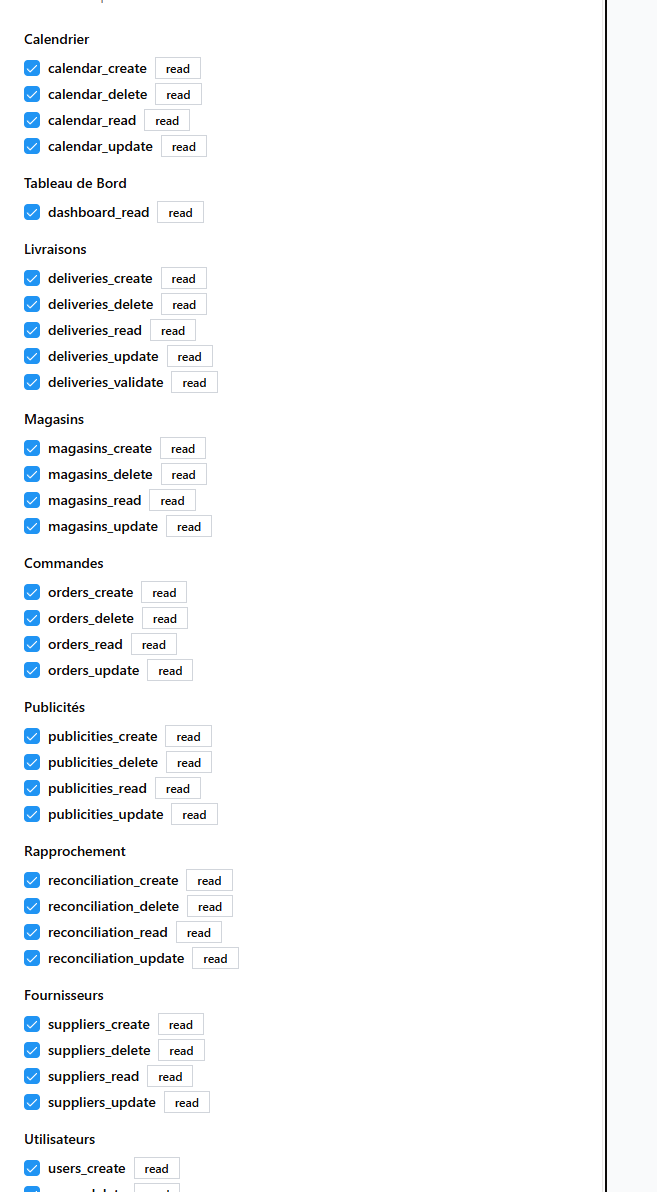 Calendrier
calendar_create read
calendar_delete read
calendar_read read
calendar_update read
Tableau de Bord
dashboard_read read
Livraisons
deliveries_create read
deliveries_delete read
deliveries_read read
deliveries_update read
deliveries_validate read
Magasins
magasins_create read
magasins_delete read
magasins_read read
magasins_update read
Commandes
orders_create read
orders_delete read
orders_read read
orders_update read
Publicités
publicities_create read
publicities_delete read
publicities_read read
publicities_update read
Rapprochement
reconciliation_create read
reconciliation_delete read
reconciliation_read read
reconciliation_update read
Fournisseurs
suppliers_create read
suppliers_delete read
suppliers_read read
suppliers_update read
Utilisateurs
users_create read